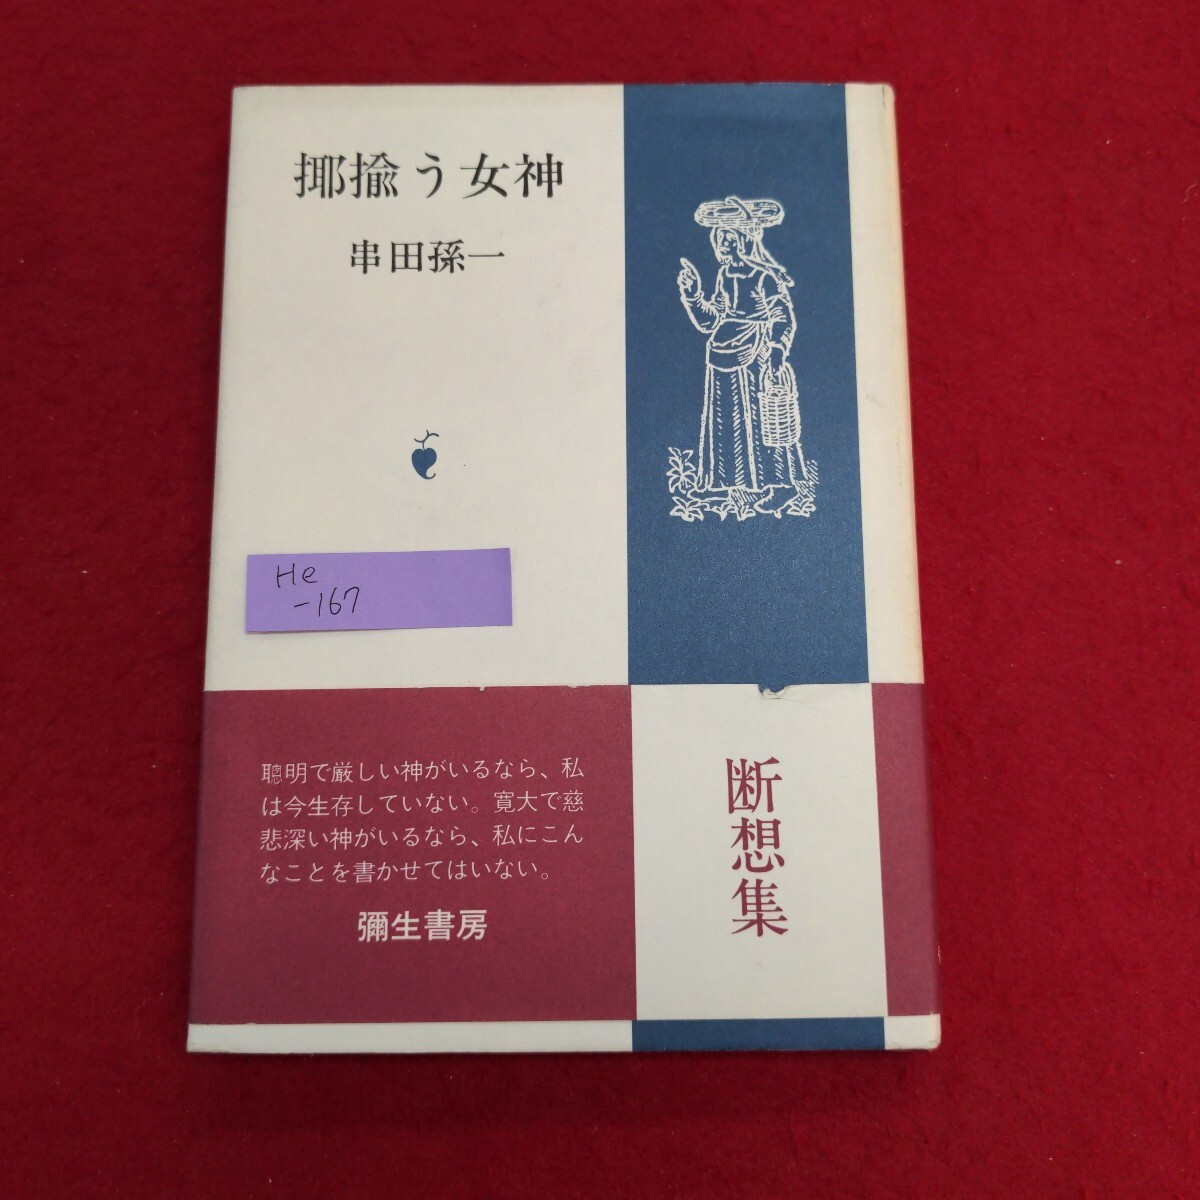 揶揄う女神
串田孫一
He
-167
聰明で厳しい神がいるなら、私
は今生存していない。寛大で慈
悲深い神がいるなら、私にこん
なことを書かせてはいない。
彌生書房
断想集